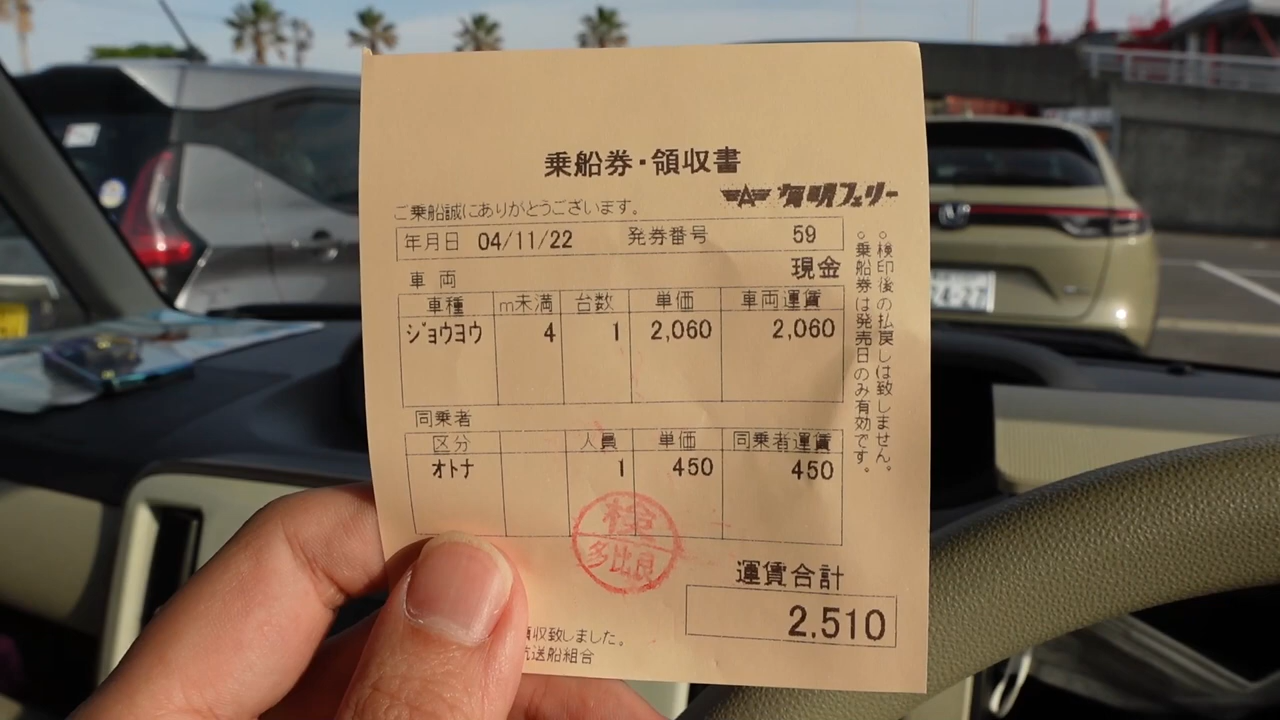 乗船券・領収書
有明フェリー
ご乗船誠にありがとうございます。
年月日 04/11/22 発券番号 59
現金
車両
車種 m未満 台数 単価 車両運賃
ジョウヨウ 4 1 2,060 2,060
同乗者
区分 人員 単価 同乗者運賃
オトナ 1 450 450
検
多比良
運賃合計
2,510
領収致しました。
航送船組合
。検印後の払戻しは致しません。
。乗船券は発売日のみ有効です。